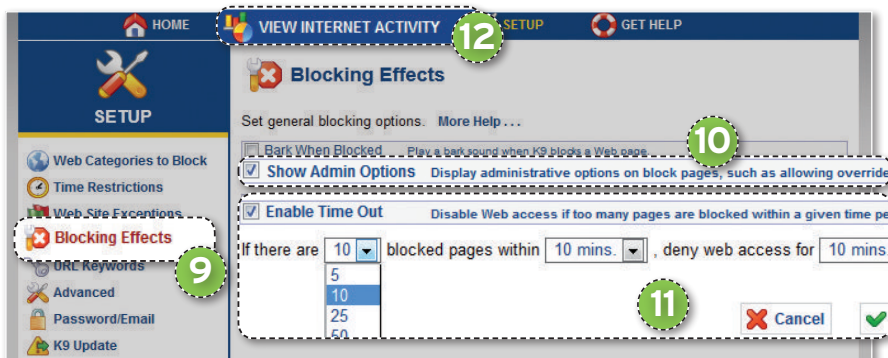 HOME
VIEW INTERNET ACTIVITY
12
SETUP
GET HELP
SETUP
Web Categories to Block
Time Restrictions
Web Site Exceptions
Blocking Effects
9
URL Keywords
Advanced
Password/Email
K9 Update
Blocking Effects
Set general blocking options. More Help . . .
10
Bark When Blocked Play a bark sound when K9 blocks a Web page.
Show Admin Options Display administrative options on block pages, such as allowing override
Enable Time Out Disable Web access if too many pages are blocked within a given time pe
If there are 10 blocked pages within 10 mins. , deny web access for 10 mins.
5
10
25
50
11
Cancel